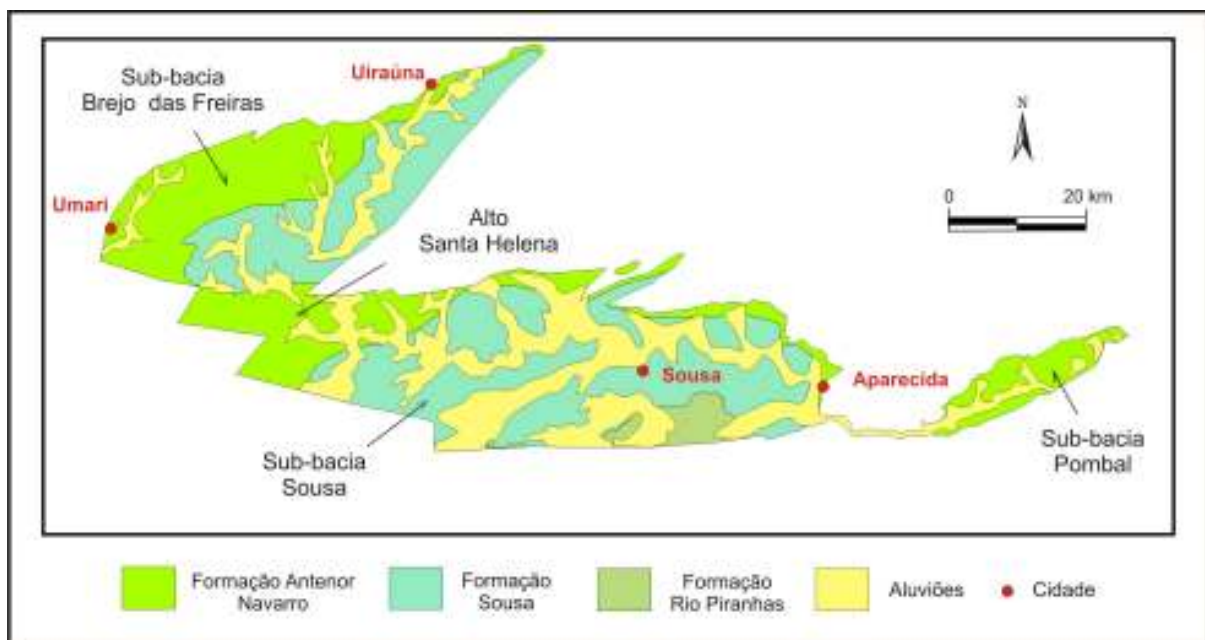 Sub-bacia
Brejo das Freiras
Uiraúna
N
0 20 km
Umari
Alto
Santa Helena
Sousa
Aparecida
Sub-bacia
Sousa
Sub-bacia
Pombal
Formação Antenor
Navarro
Formação
Sousa
Formação
Rio Piranhas
Aluviões
Cidade